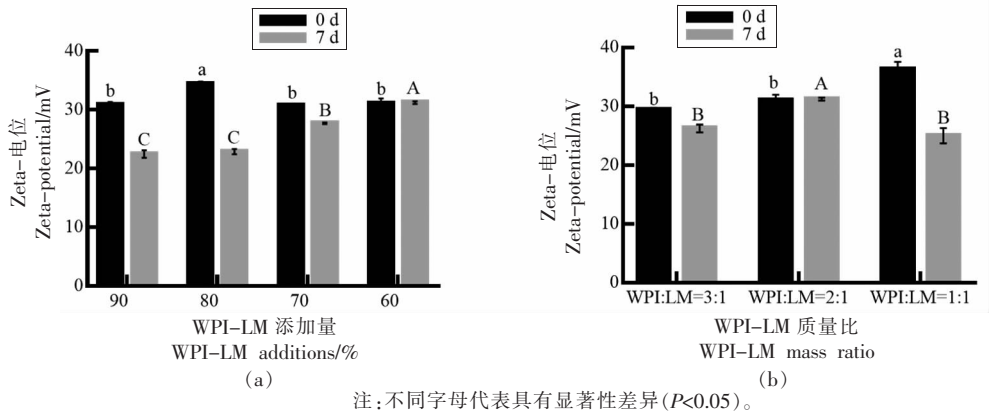 0 d
7 d
Zeta-电位
Zeta-potential/mV
40
30
20
10
0
b
C
a
C
b
B
b
A
90
80
70
60
WPI-LM 添加量
WPI-LM additions/%
(a)
0 d
7 d
Zeta-电位
Zeta-potential/mV
40
30
20
10
0
b
B
b
A
a
B
WPI:LM=3:1
WPI:LM=2:1
WPI:LM=1:1
WPI-LM 质量比
WPI-LM mass ratio
(b)
注:不同字母代表具有显著性差异(P<0.05)。